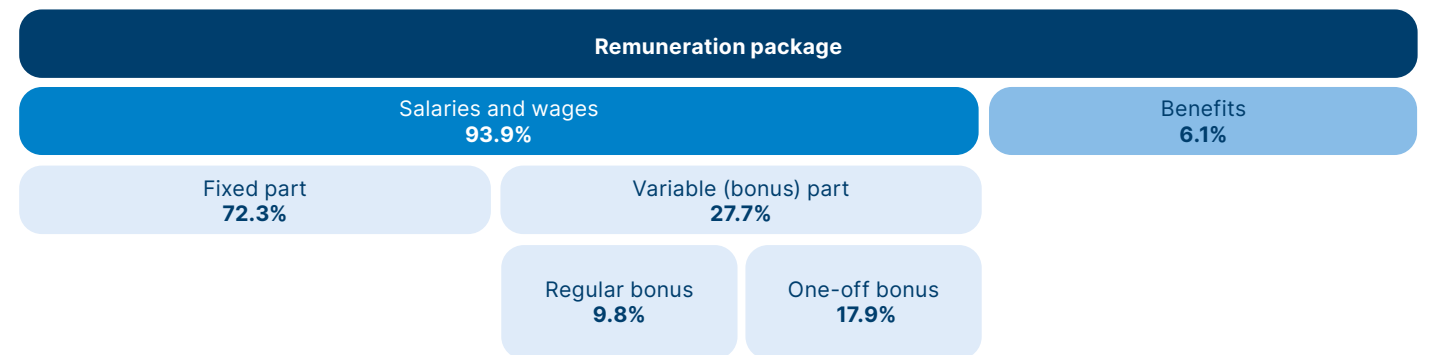 Remuneration package
Salaries and wages
93.9%
Benefits
6.1%
Fixed part
72.3%
Variable (bonus) part
27.7%
Regular bonus
9.8%
One-off bonus
17.9%